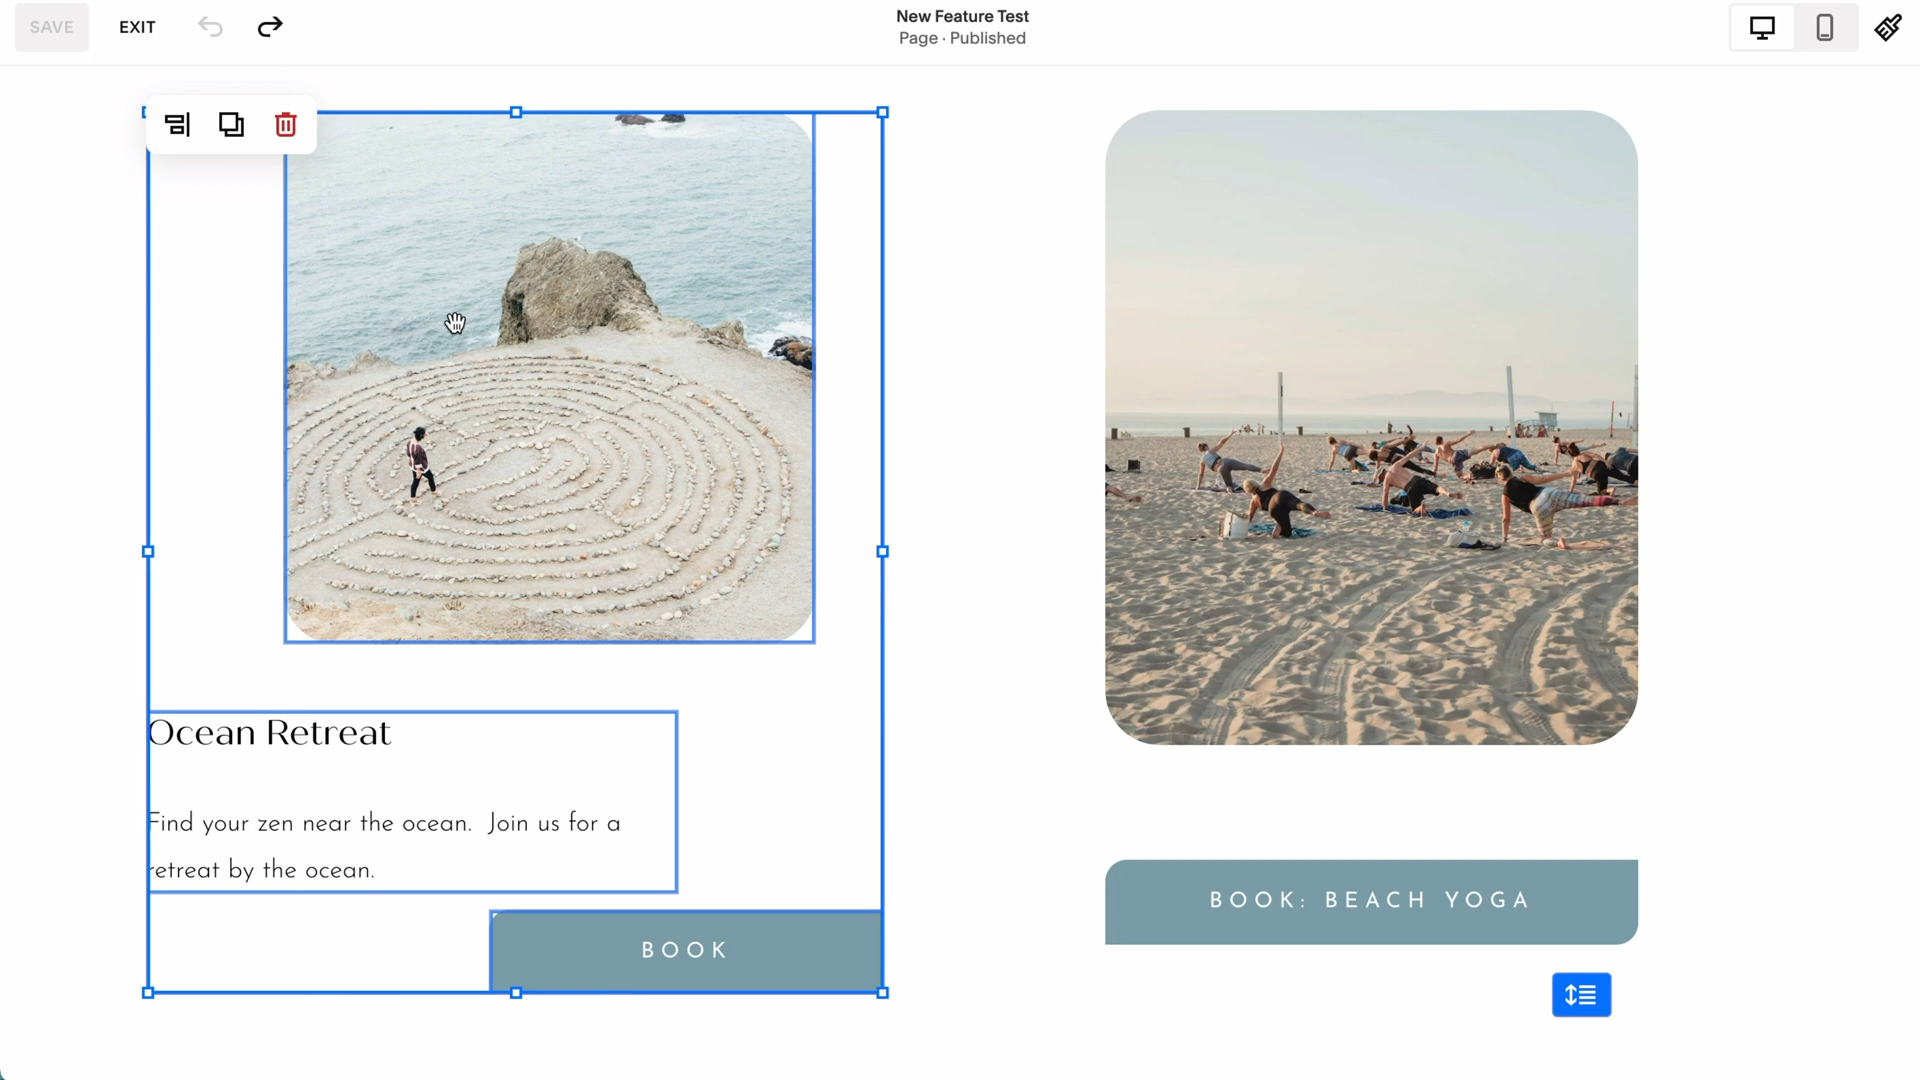 SAVE
EXIT
New Feature Test
Page · Published
Ocean Retreat
Find your zen near the ocean.  Join us for a
retreat by the ocean.
BOOK
BOOK: BEACH YOGA